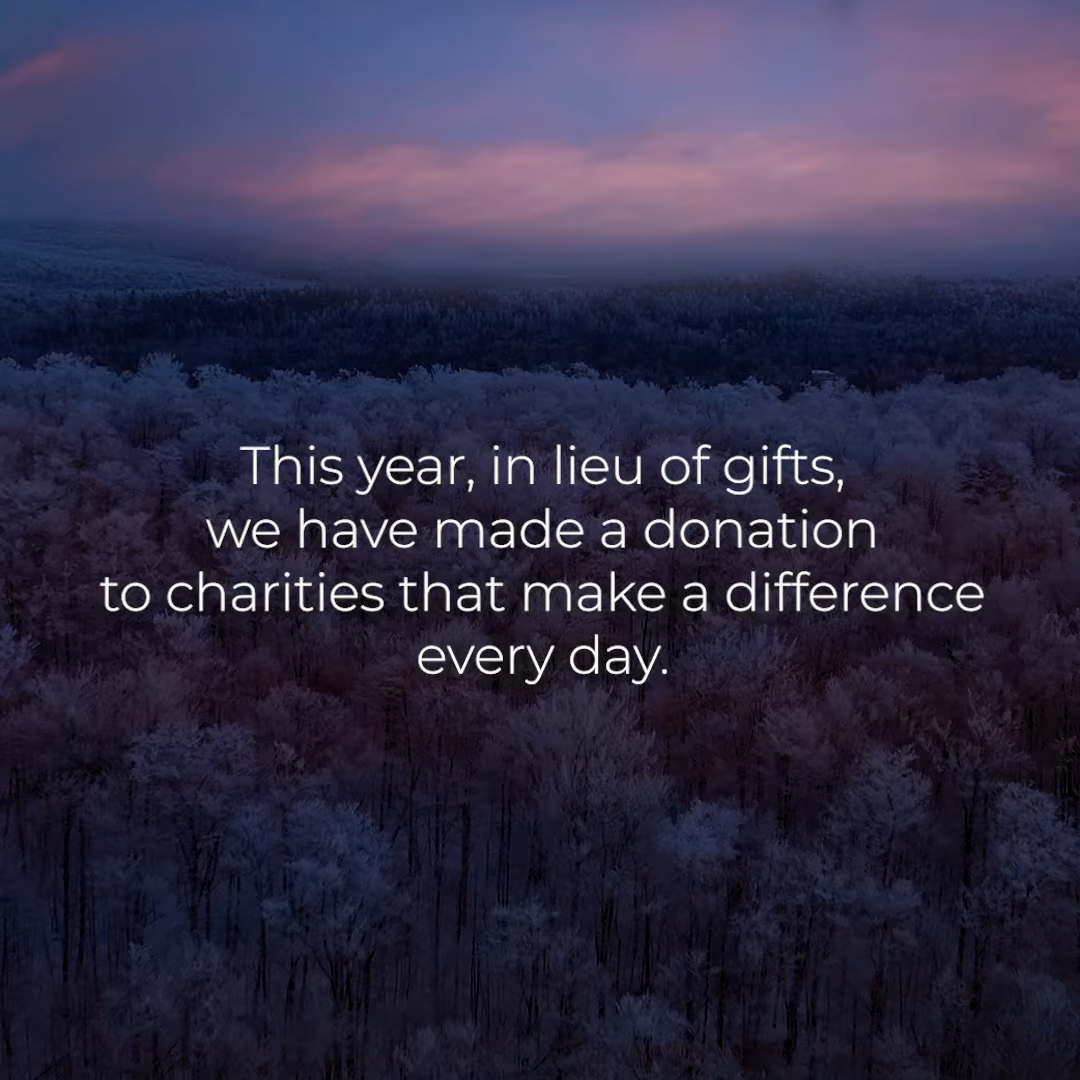 This year, in lieu of gifts,
we have made a donation
to charities that make a difference
every day.